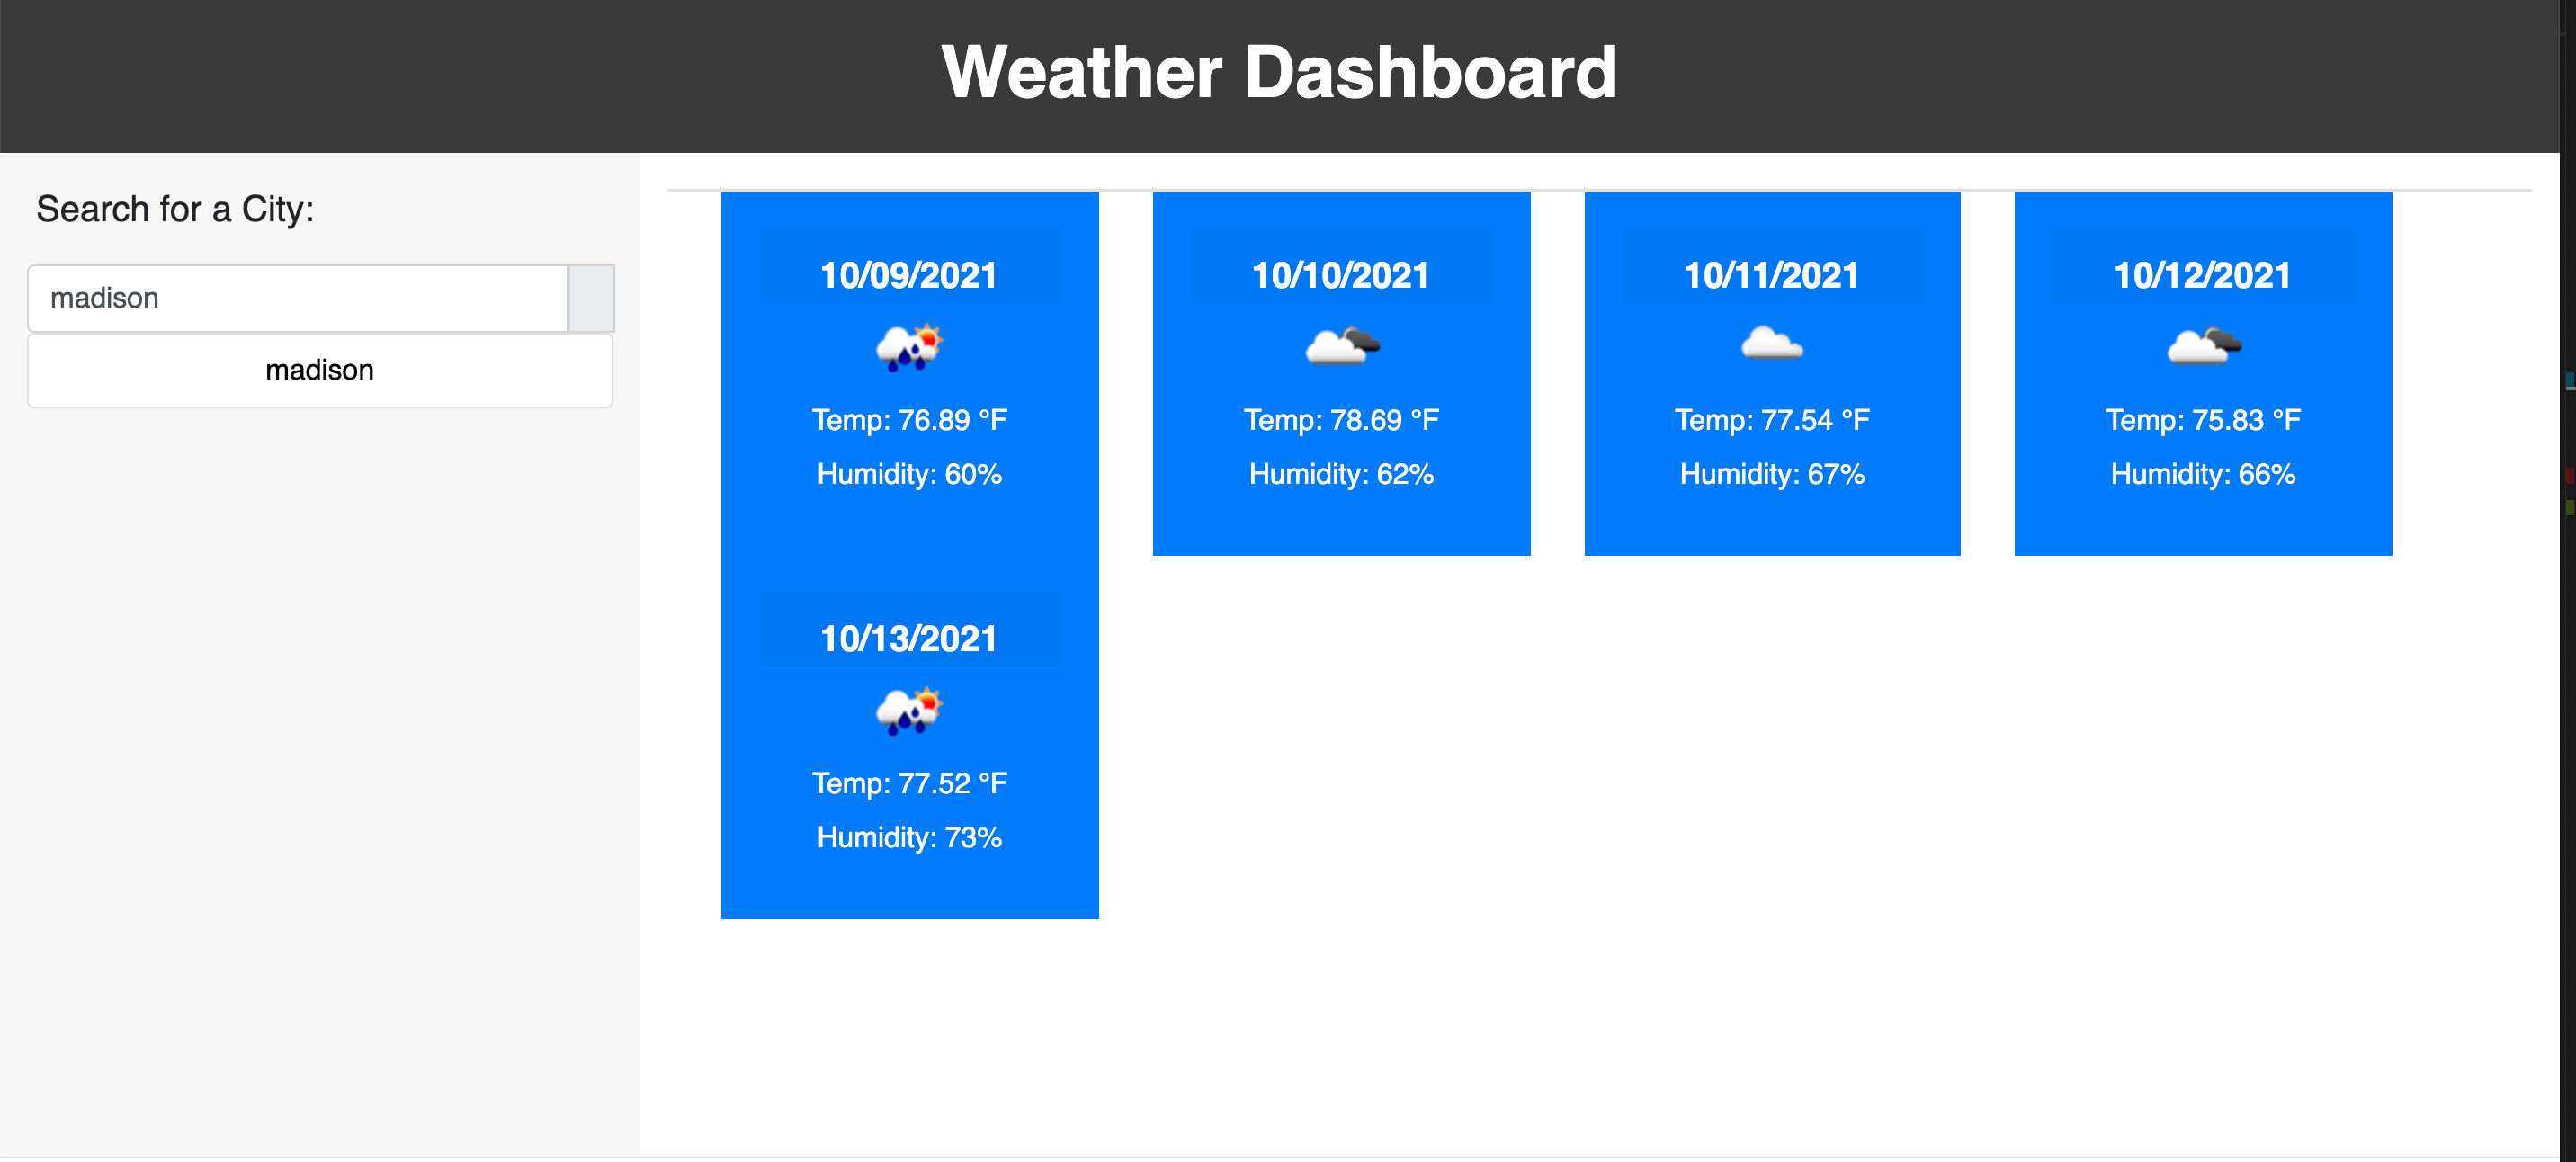 Weather Dashboard
Search for a City:
madison
madison
10/09/2021
Temp: 76.89 °F
Humidity: 60%
10/10/2021
Temp: 78.69 °F
Humidity: 62%
10/11/2021
Temp: 77.54 °F
Humidity: 67%
10/12/2021
Temp: 75.83 °F
Humidity: 66%
10/13/2021
Temp: 77.52 °F
Humidity: 73%